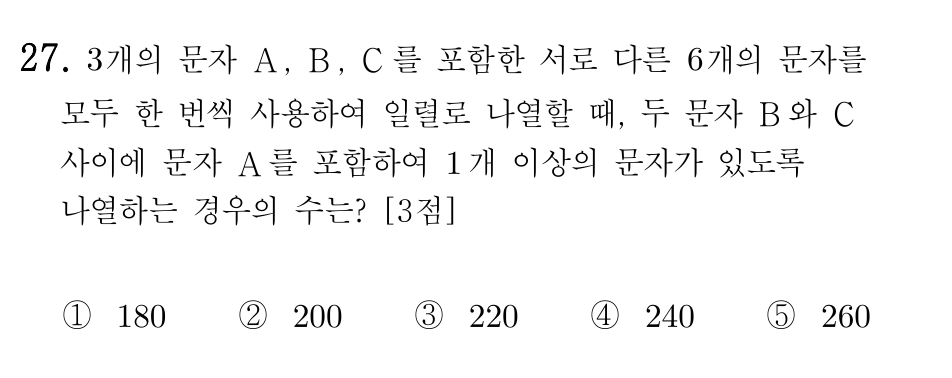 27. 3개의 문자 A, B, C를 포함한 서로 다른 6개의 문자를
모두 한 번씩 사용하여 일렬로 나열할 때, 두 문자 B와 C
사이에 문자 A를 포함하여 1개 이상의 문자가 있도록
나열하는 경우의 수는? [3점]
① 180 ② 200 ③ 220 ④ 240 ⑤ 260